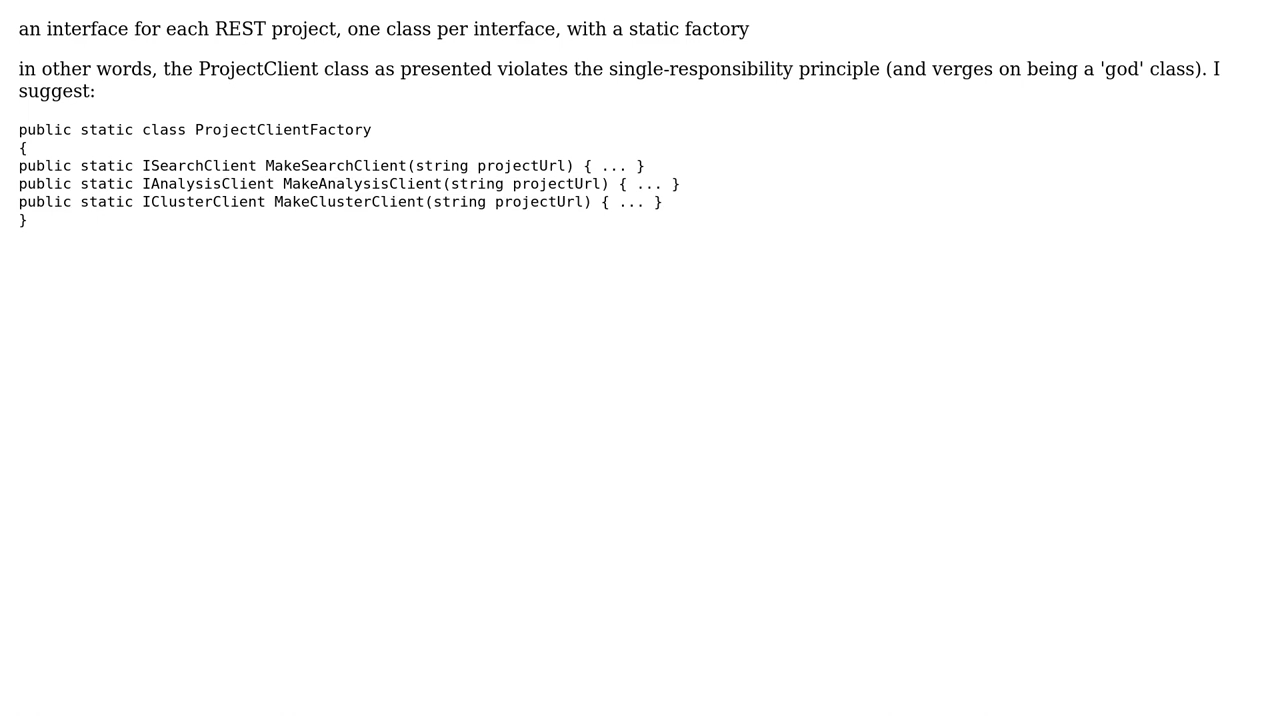 an interface for each REST project, one class per interface, with a static factory
in other words, the ProjectClient class as presented violates the single-responsibility principle (and verges on being a 'god' class). I
suggest:
public static class ProjectClientFactory
{
public static ISearchClient MakeSearchClient(string projectUrl) { ... }
public static IAnalysisClient MakeAnalysisClient(string projectUrl) { ... }
public static IClusterClient MakeClusterClient(string projectUrl) { ... }
}